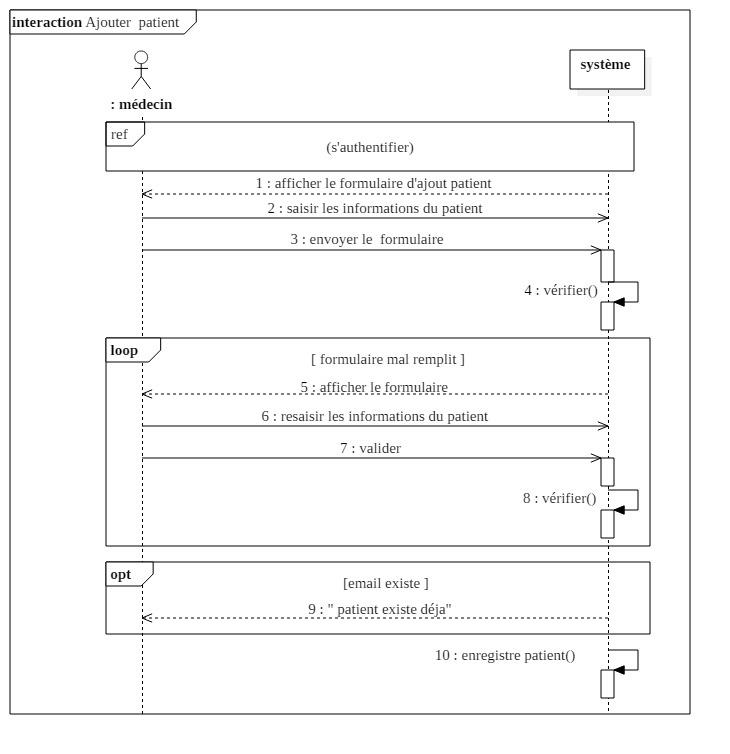 interaction Ajouter patient
système
: médecin
ref
(s'authentifier)
1 : afficher le formulaire d'ajout patient
2 : saisir les informations du patient
3 : envoyer le formulaire
4 : vérifier()
loop
[ formulaire mal remplit ]
5 : afficher le formulaire
6 : resaisir les informations du patient
7 : valider
8 : vérifier()
opt
[email existe ]
9 : " patient existe déja"
10 : enregistre patient()